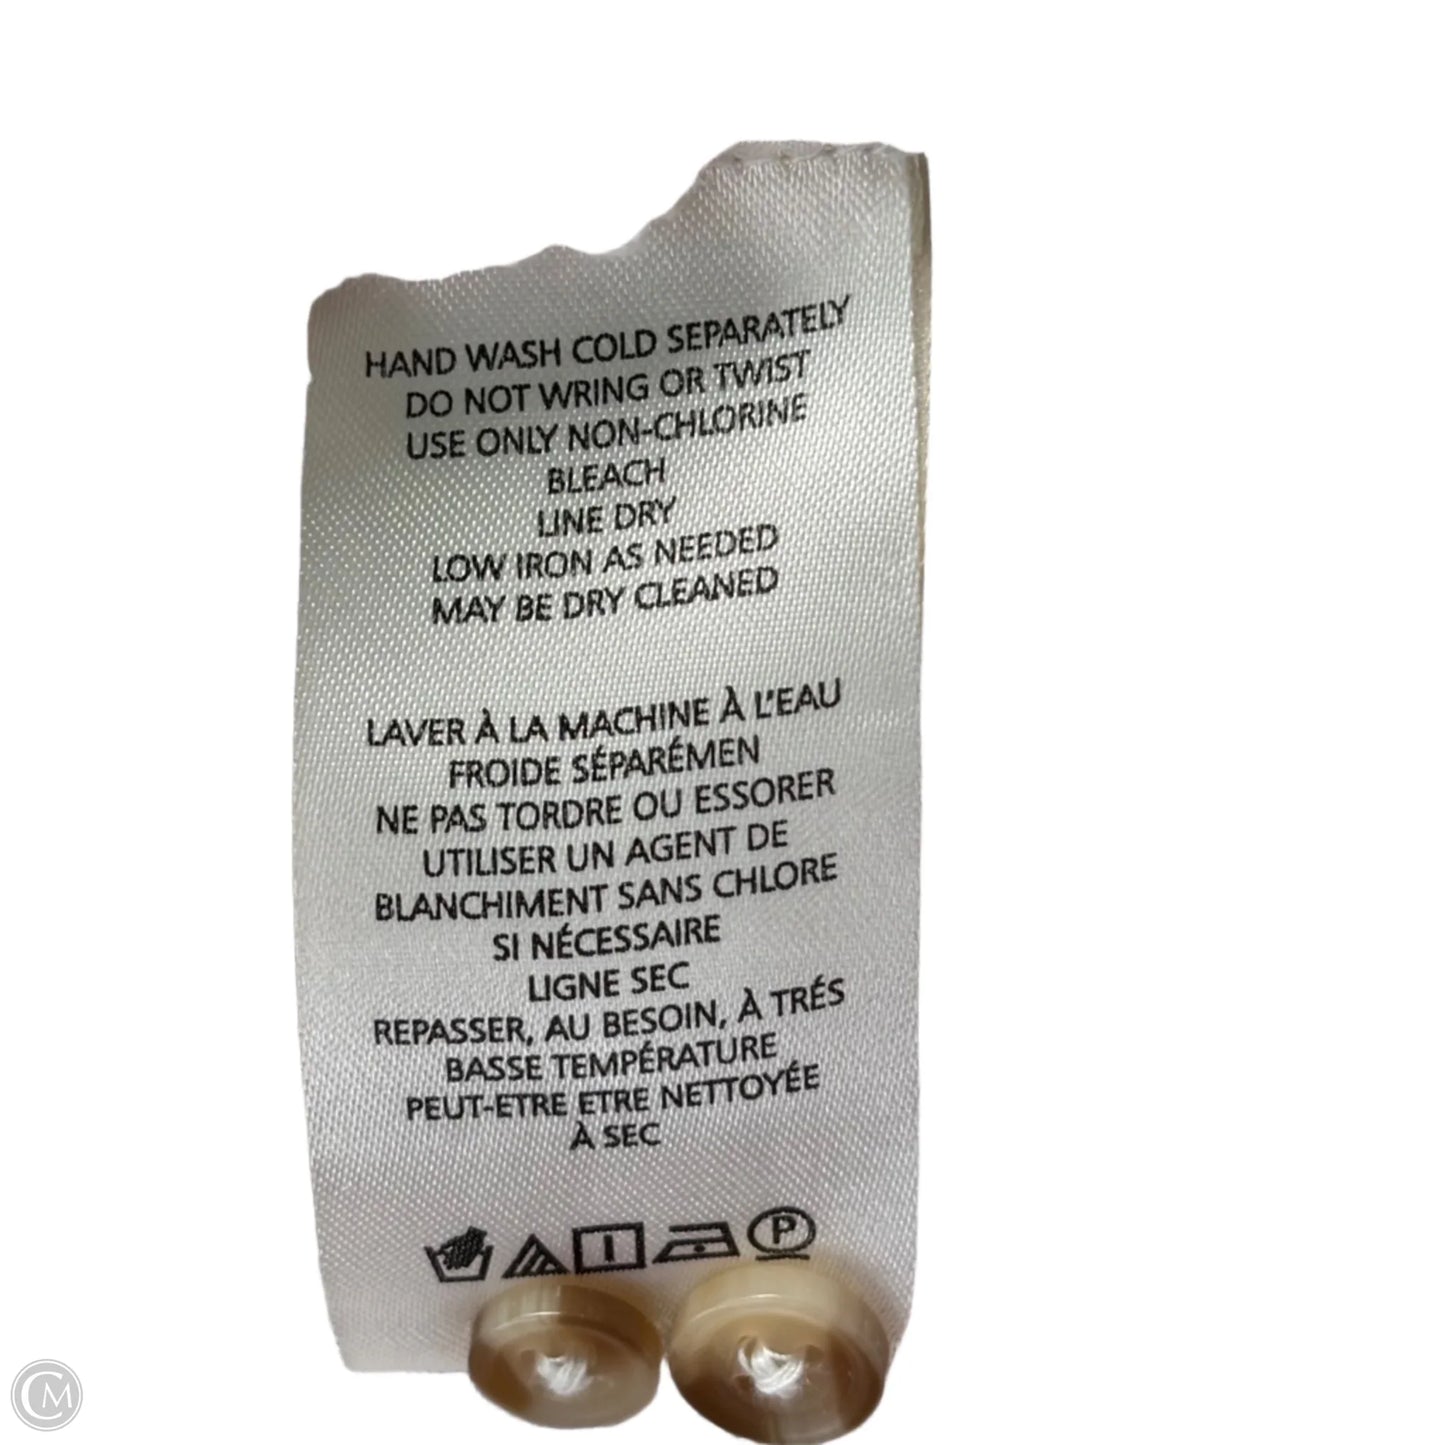 HAND WASH COLD SEPARATELY
DO NOT WRING OR TWIST
USE ONLY NON-CHLORINE
BLEACH
LINE DRY
LOW IRON AS NEEDED
MAY BE DRY CLEANED
LAVER À LA MACHINE À L'EAU
FROIDE SÉPARÉMEN
NE PAS TORDRE OU ESSORER
UTILISER UN AGENT DE
BLANCHIMENT SANS CHLORE
SI NÉCESSAIRE
LIGNE SEC
REPASSER, AU BESOIN, À TRÉS
BASSE TEMPÉRATURE
PEUT-ETRE ETRE NETTOYÉE
À SEC
P
CM